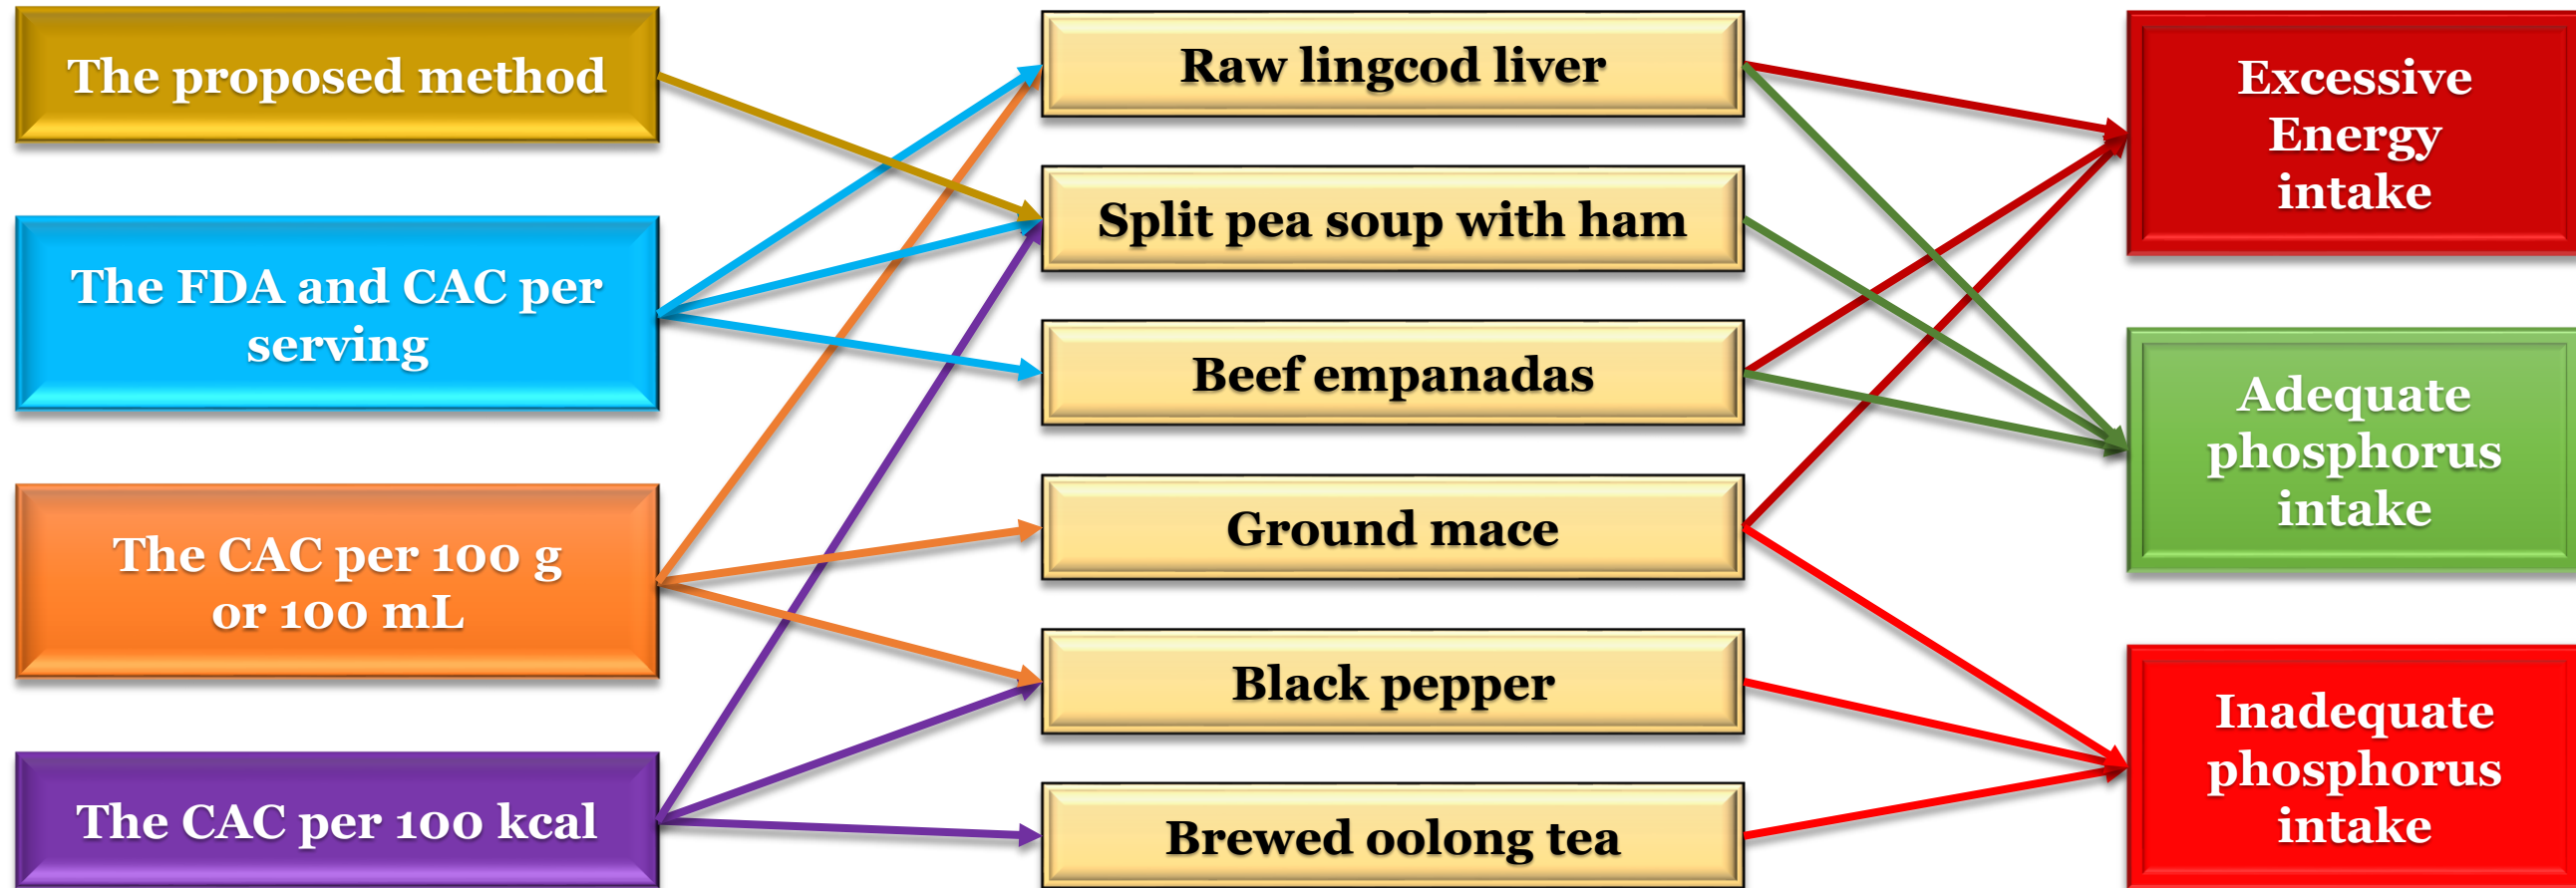 The proposed method
The FDA and CAC per
serving
The CAC per 100 g
or 100 mL
The CAC per 100 kcal
Raw lingcod liver
Split pea soup with ham
Beef empanadas
Ground mace
Black pepper
Brewed oolong tea
Excessive
Energy
intake
Adequate
phosphorus
intake
Inadequate
phosphorus
intake